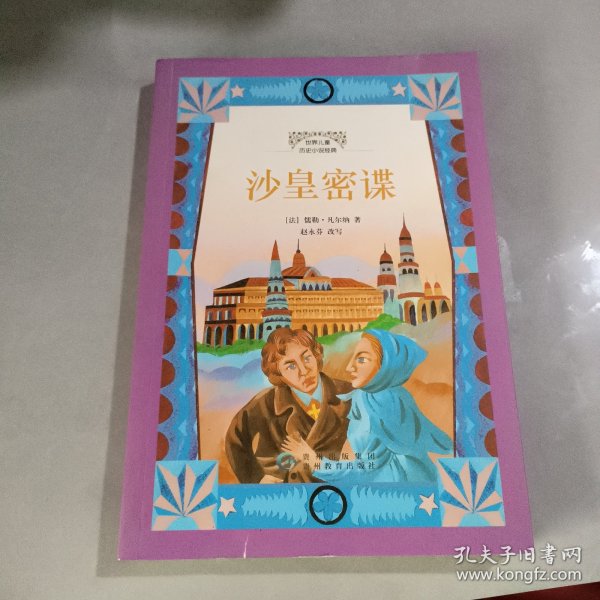 世界儿童
历史小说经典
沙皇密谍
［法］儒勒·凡尔纳 著
赵永芬 改写
贵州出版集团
贵州教育出版社
孔夫子旧书网
www.kongfz.com